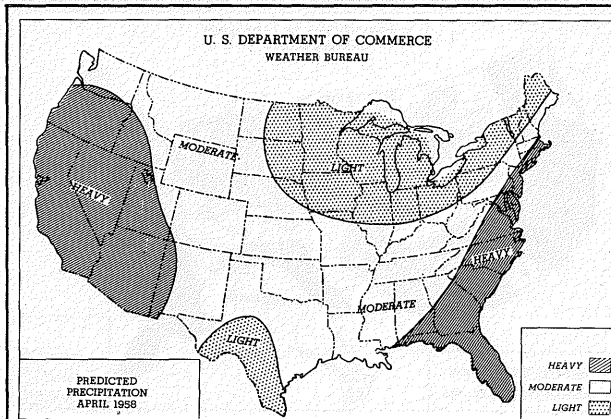 U. S. DEPARTMENT OF COMMERCE
WEATHER BUREAU
MODERATE
LIGHT
HEAVY
HEAVY
MODERATE
LIGHT
PREDICTED
PRECIPITATION
APRIL 1958
HEAVY
MODERATE
LIGHT